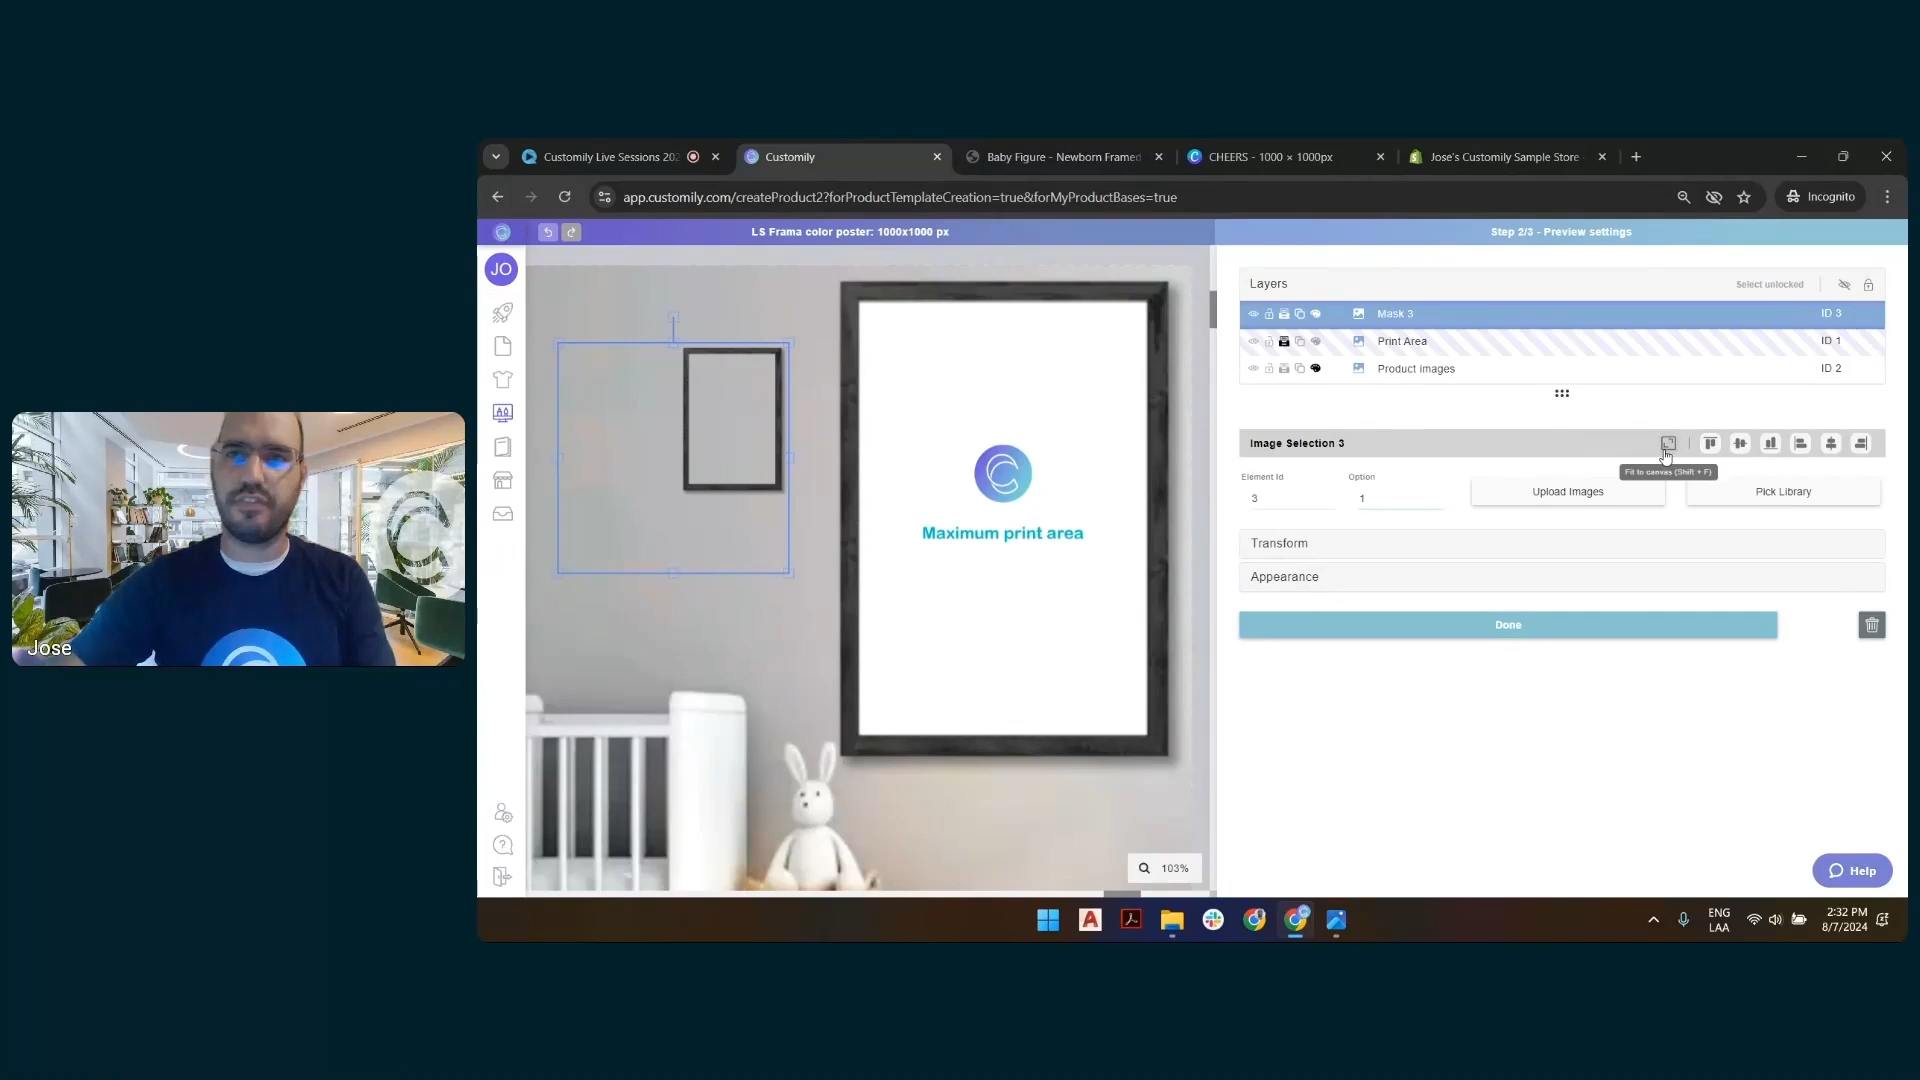 Customily Live Sessions 202
Customily
Baby Figure - Newborn Framed
CHEERS - 1000 × 1000px
Jose's Customily Sample Store
app.customily.com/createProduct2?forProductTemplateCreation=true&forMyProductBases=true
Incognito
LS Frama color poster: 1000x1000 px
Step 2/3 - Preview settings
JO
Layers
Select unlocked
Mask 3
ID 3
Print Area
ID 1
Product images
ID 2
Image Selection 3
Fit to canvas (Shift + F)
Element Id
Option
3
1
Upload Images
Pick Library
Transform
Appearance
Done
Maximum print area
103%
Help
Jose
ENG
LAA
2:32 PM
8/7/2024